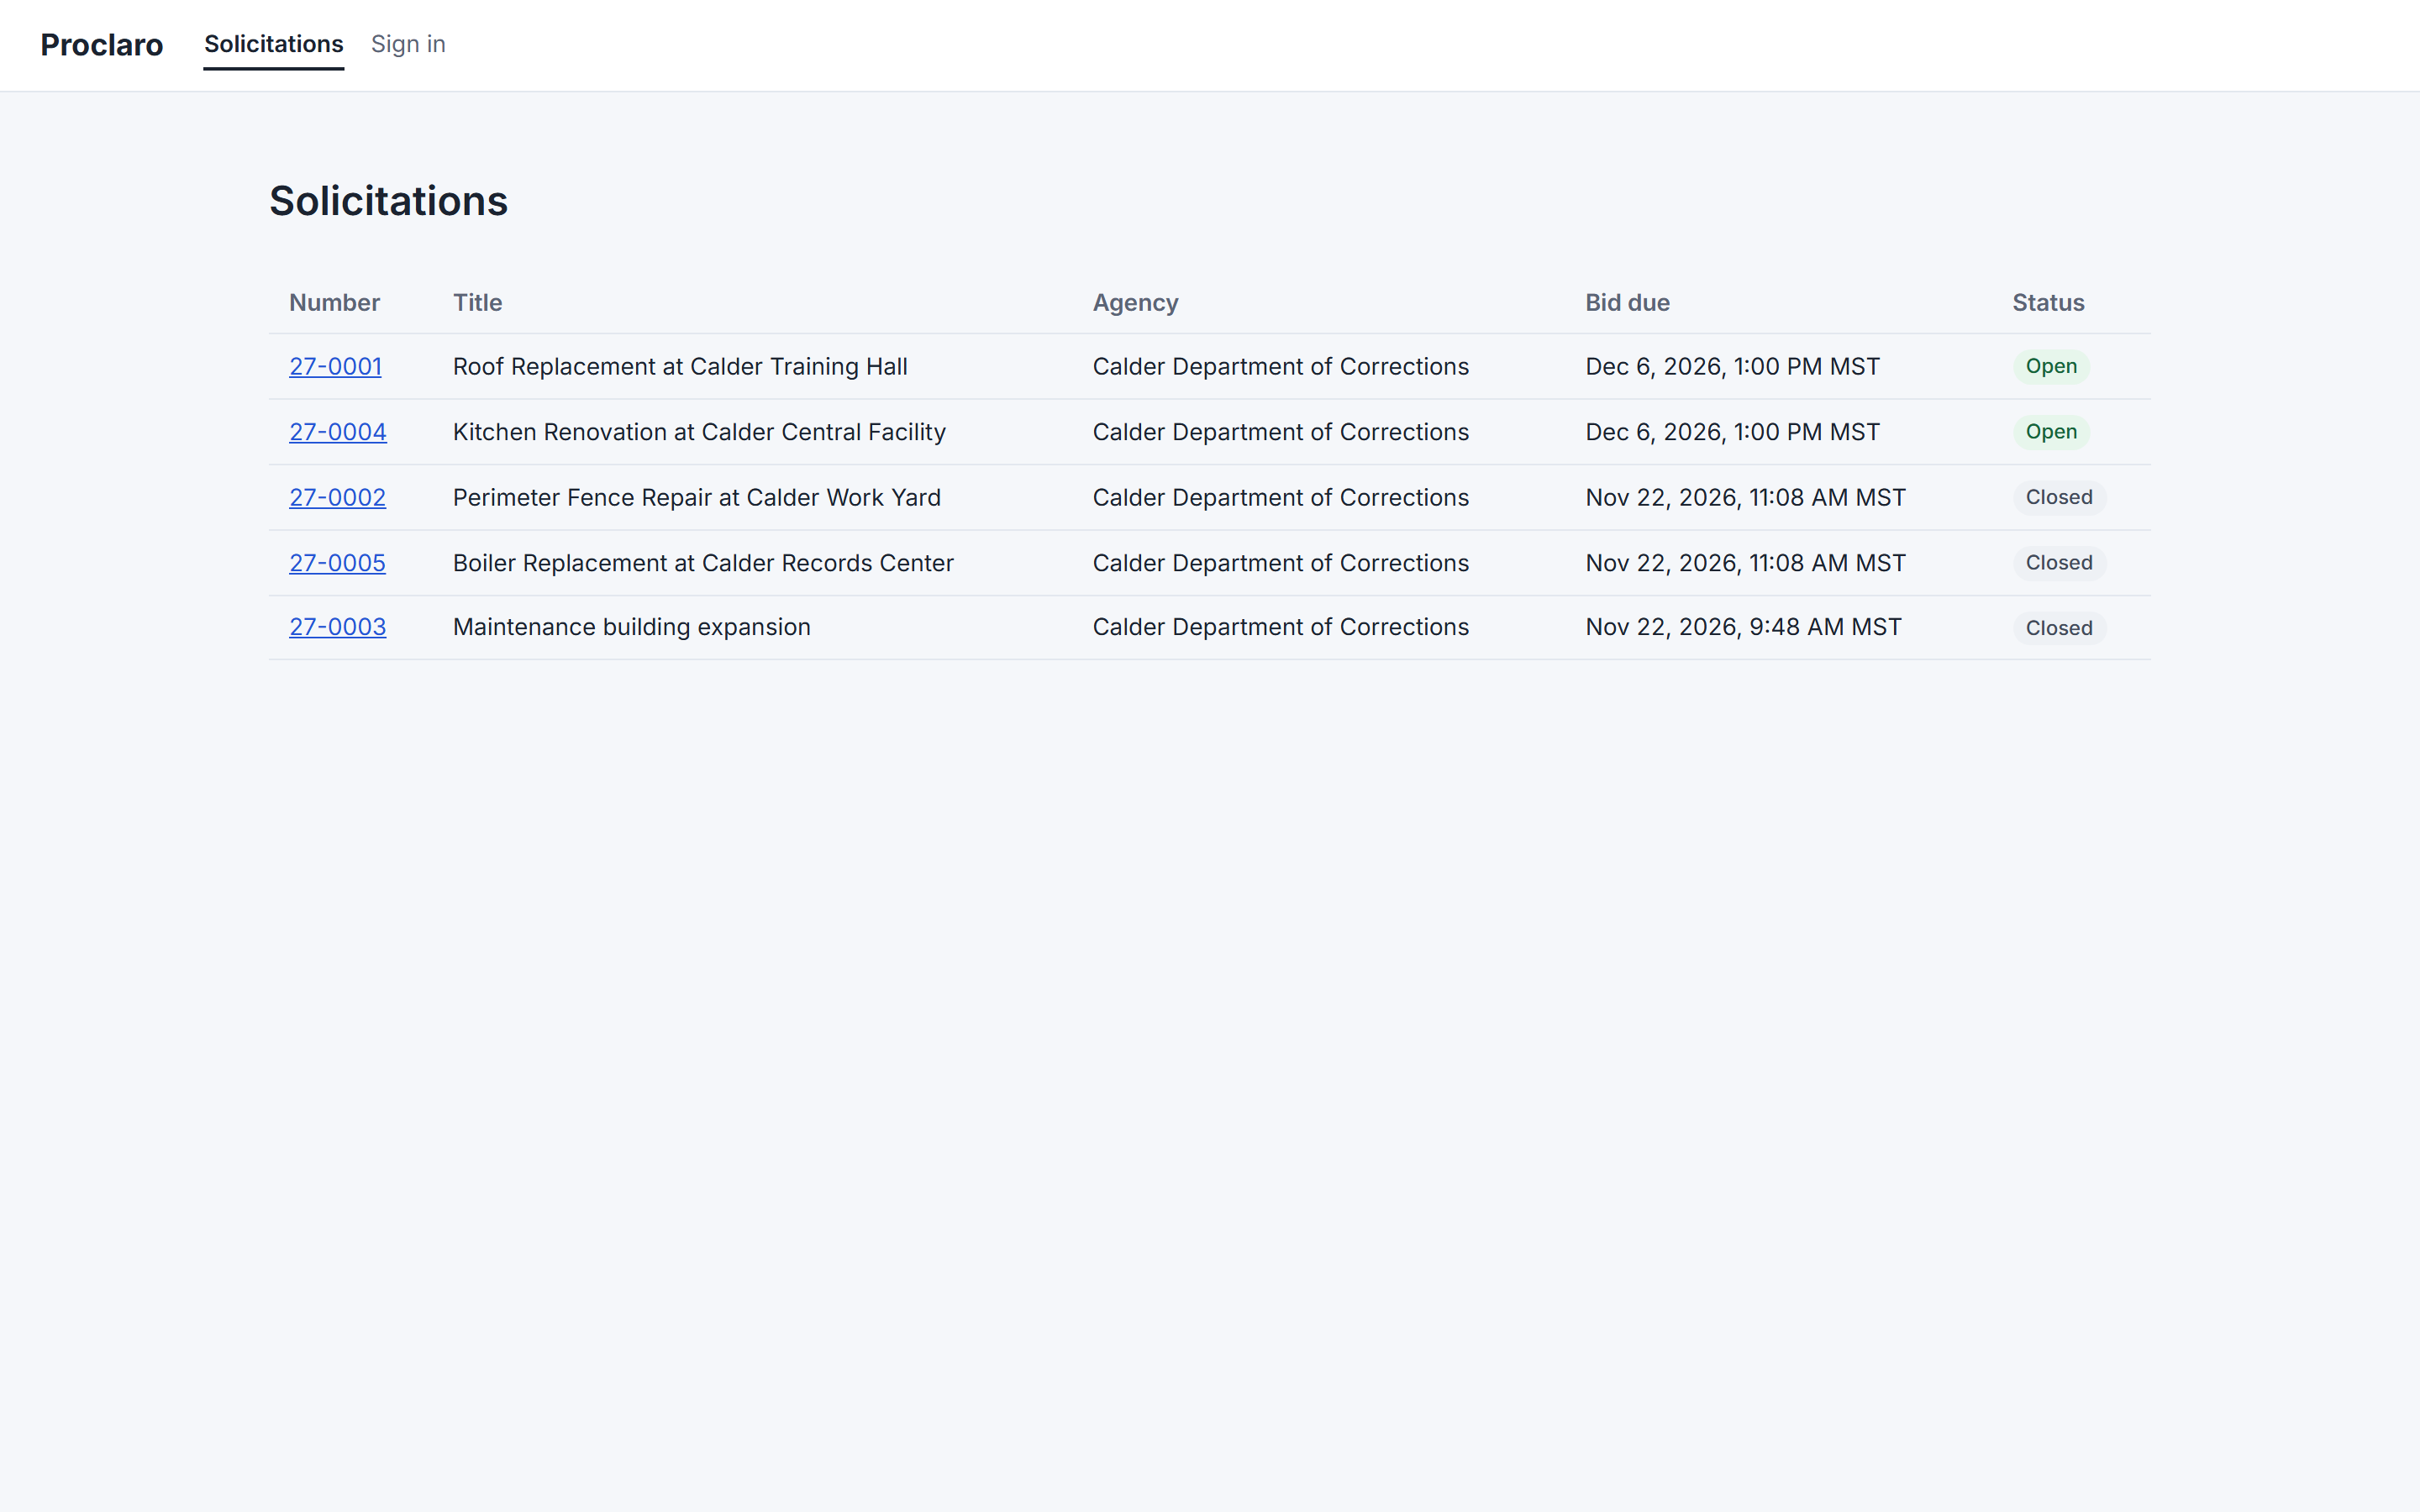 Proclaro Solicitations Sign in
Solicitations
Number Title Agency Bid due Status
27-0001 Roof Replacement at Calder Training Hall Calder Department of Corrections Dec 6, 2026, 1:00 PM MST Open
27-0004 Kitchen Renovation at Calder Central Facility Calder Department of Corrections Dec 6, 2026, 1:00 PM MST Open
27-0002 Perimeter Fence Repair at Calder Work Yard Calder Department of Corrections Nov 22, 2026, 11:08 AM MST Closed
27-0005 Boiler Replacement at Calder Records Center Calder Department of Corrections Nov 22, 2026, 11:08 AM MST Closed
27-0003 Maintenance building expansion Calder Department of Corrections Nov 22, 2026, 9:48 AM MST Closed